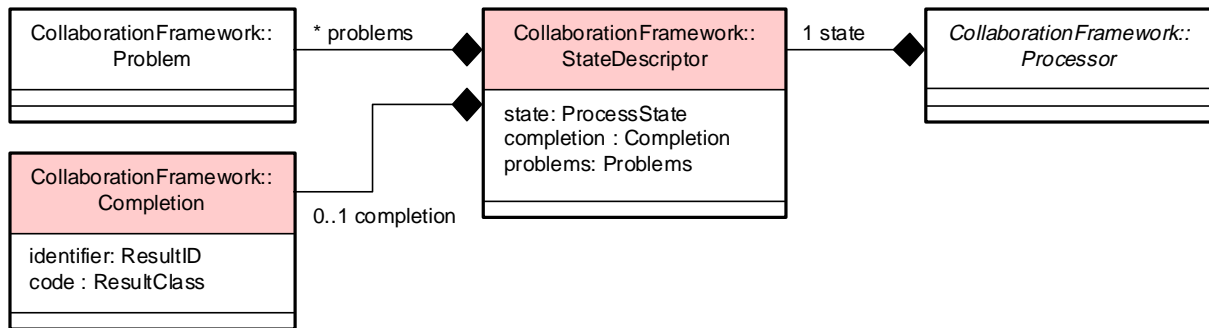 CollaborationFramework::
Problem
* problems
CollaborationFramework::
StateDescriptor
state: ProcessState
completion : Completion
problems: Problems
1 state
CollaborationFramework::
Processor
CollaborationFramework::
Completion
identifier: ResultID
code : ResultClass
0..1 completion